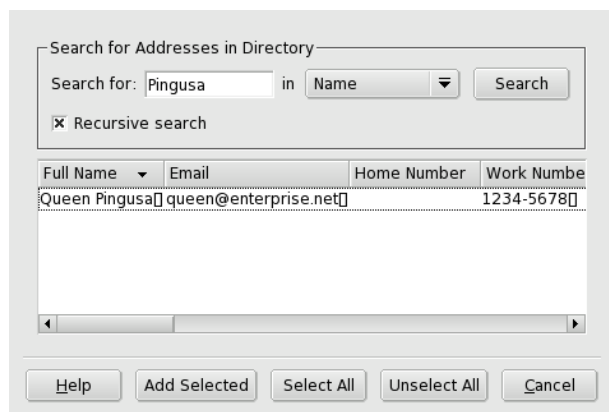 Search for Addresses in Directory
Search for: Pingusa in Name Search
Recursive search
Full Name Email Home Number Work Numbe
Queen Pingusa▯ queen@enterprise.net▯ 1234-5678▯
Help Add Selected Select All Unselect All Cancel